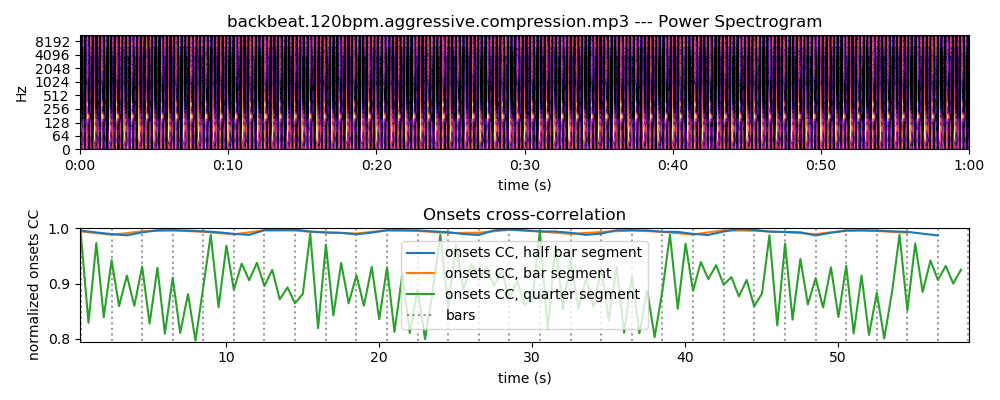 backbeat.120bpm.aggressive.compression.mp3 --- Power Spectrogram
8192
4096
2048
1024
512
256
128
64
0
Hz
0:00 0:10 0:20 0:30 0:40 0:50 1:00
time (s)
Onsets cross-correlation
1.0
0.9
0.8
normalized onsets CC
onsets CC, half bar segment
onsets CC, bar segment
onsets CC, quarter segment
bars
10 20 30 40 50
time (s)